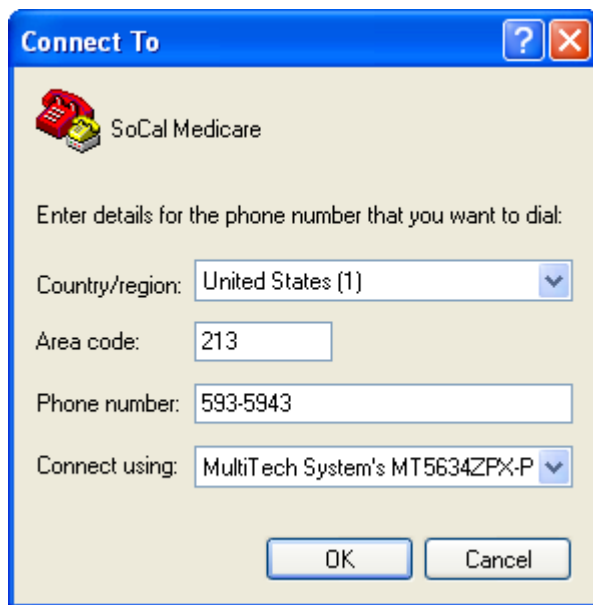 Connect To
SoCal Medicare
Enter details for the phone number that you want to dial:
Country/region: United States (1)
Area code: 213
Phone number: 593-5943
Connect using: MultiTech System's MT5634ZPX-P
OK Cancel